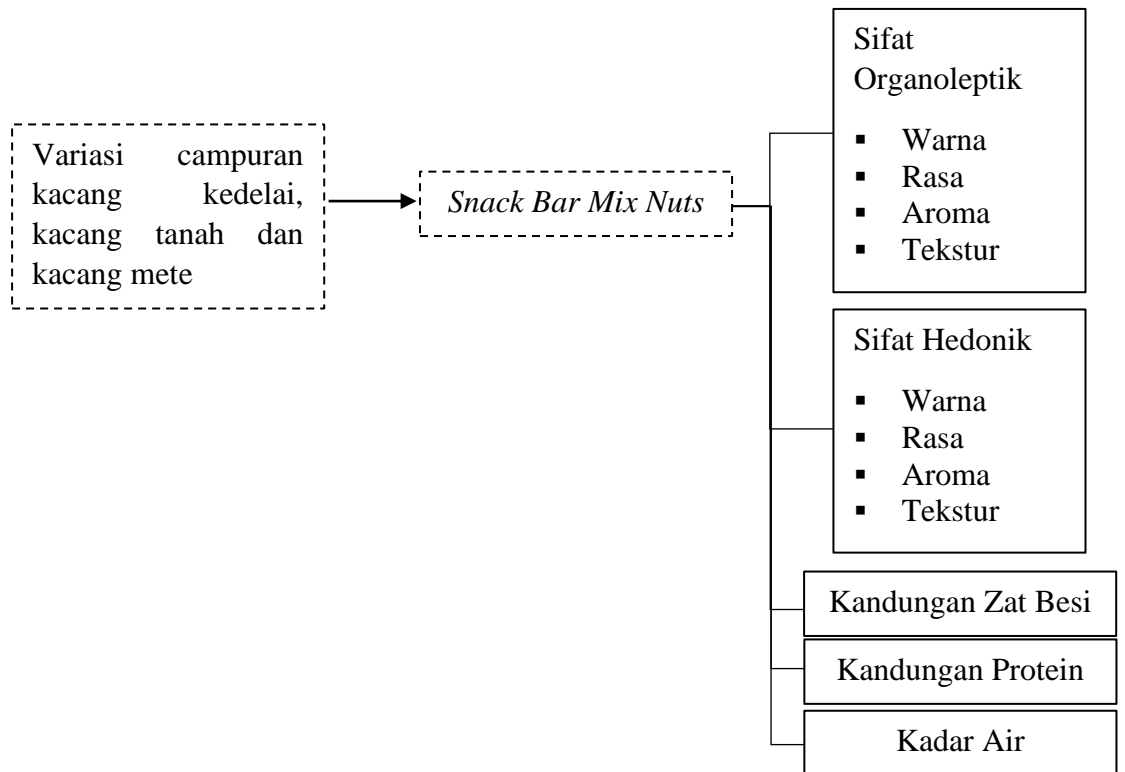 Variasi campuran
kacang kedelai,
kacang tanah dan
kacang mete
Snack Bar Mix Nuts
Sifat
Organoleptik
▪ Warna
▪ Rasa
▪ Aroma
▪ Tekstur
Sifat Hedonik
▪ Warna
▪ Rasa
▪ Aroma
▪ Tekstur
Kandungan Zat Besi
Kandungan Protein
Kadar Air